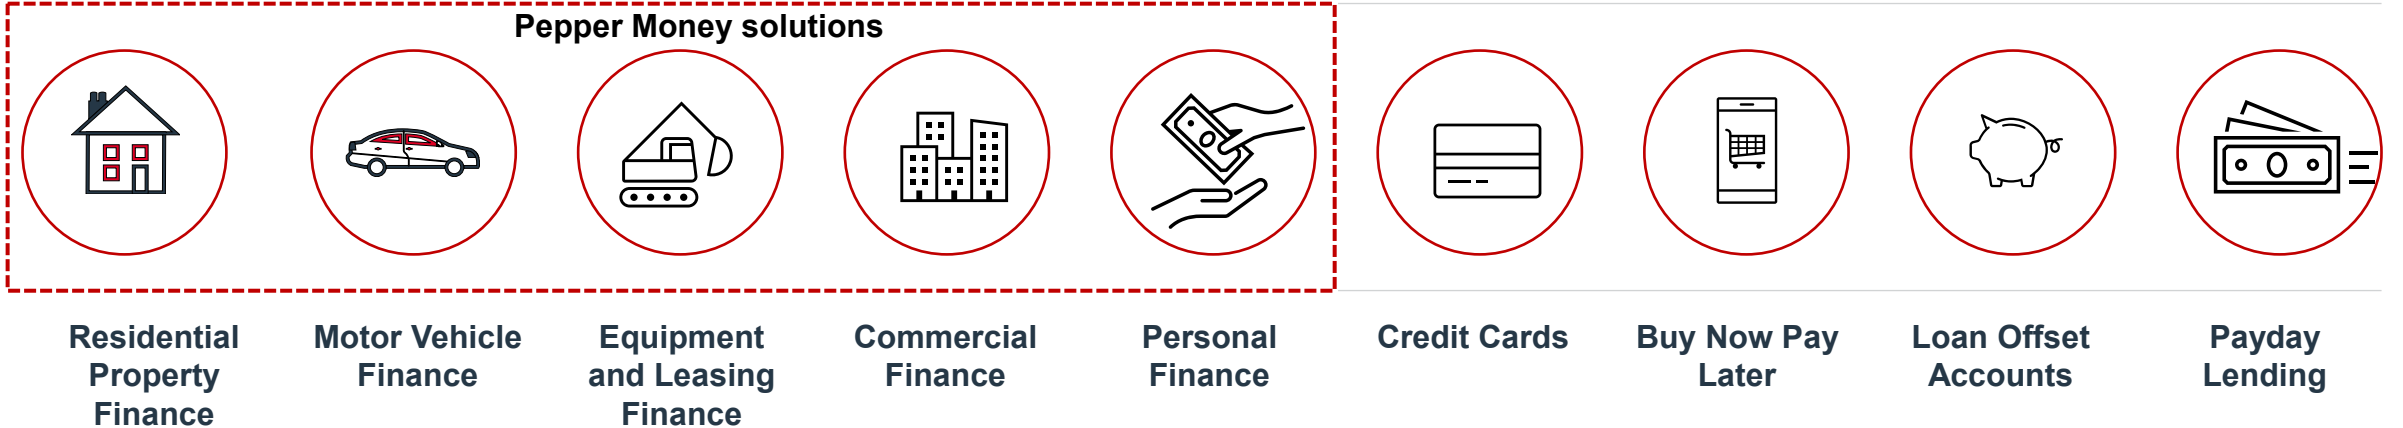 Pepper Money solutions
Residential
Property
Finance
Motor Vehicle
Finance
Equipment
and Leasing
Finance
Commercial
Finance
Personal
Finance
Credit Cards
Buy Now Pay
Later
Loan Offset
Accounts
Payday
Lending